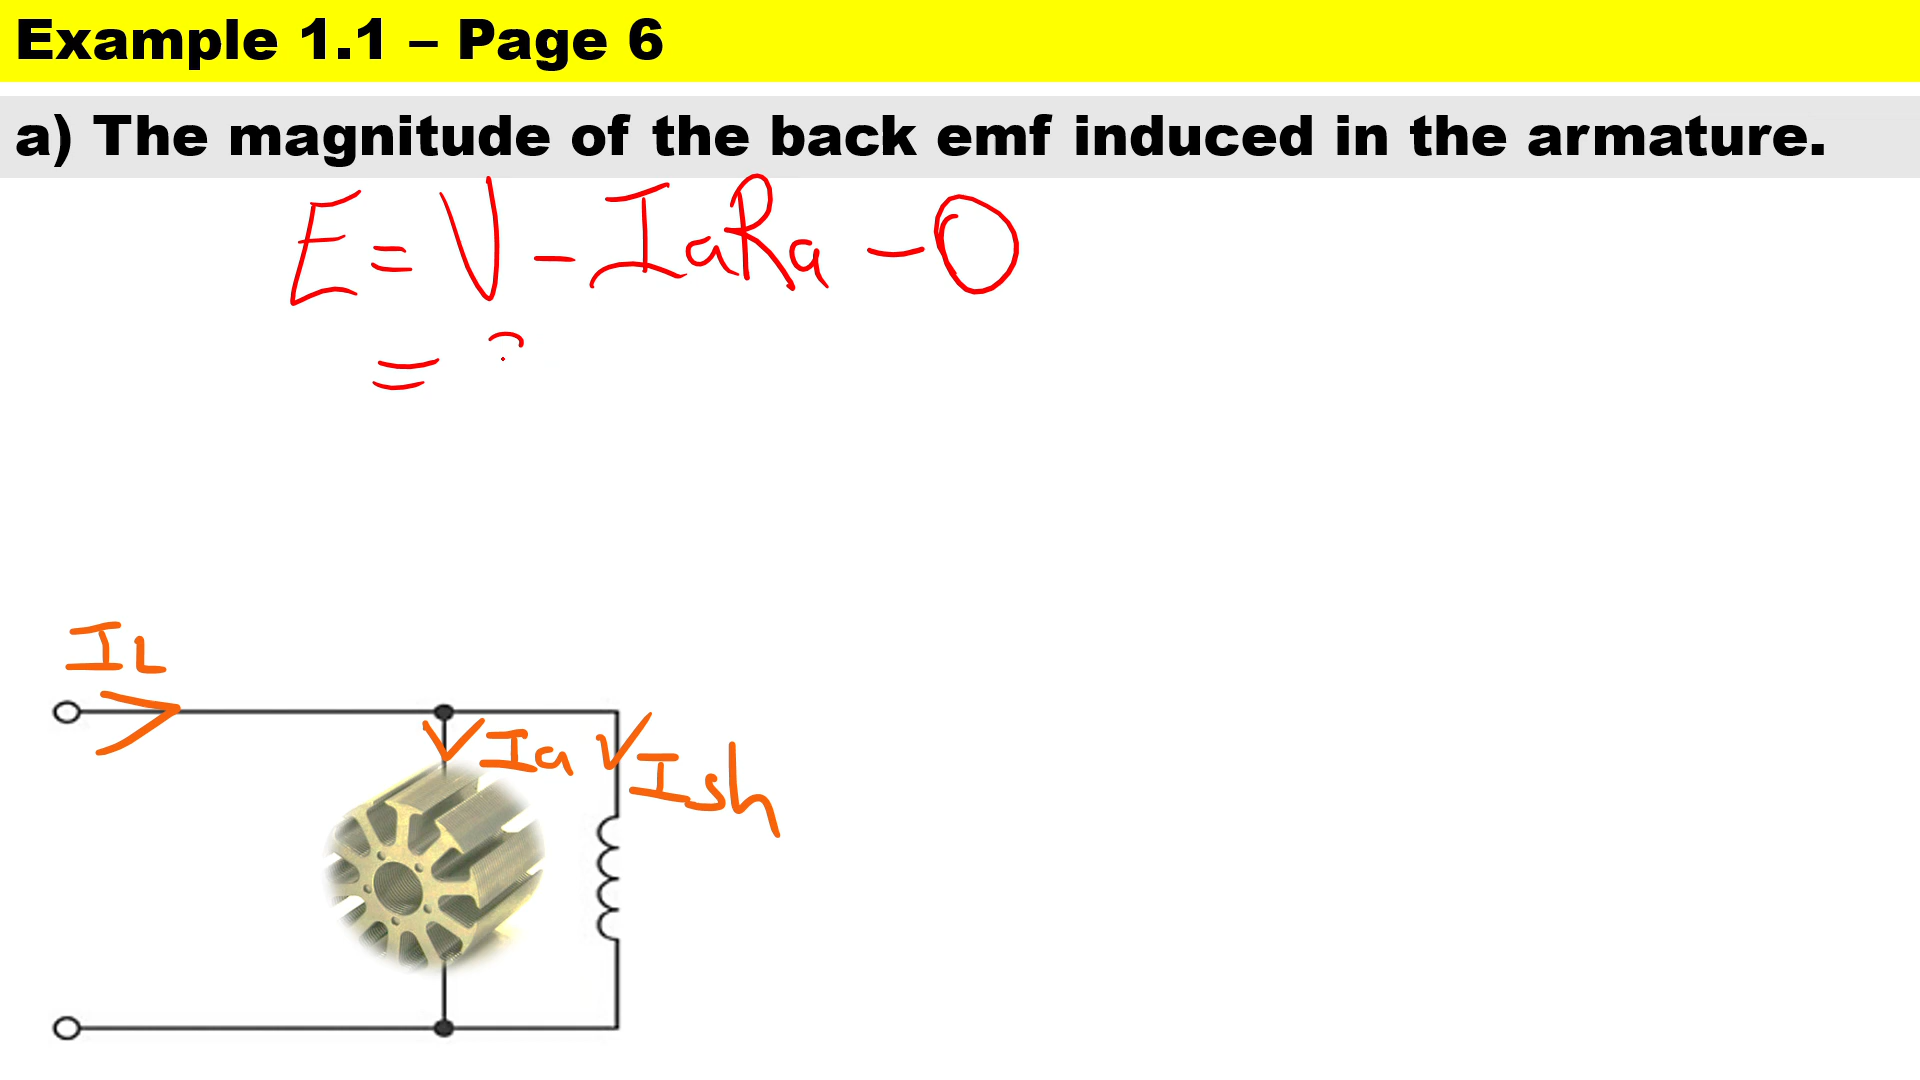 Example 1.1 – Page 6
a) The magnitude of the back emf induced in the armature.
E = V - IaRa - 0
=
IL
Ia
Ish